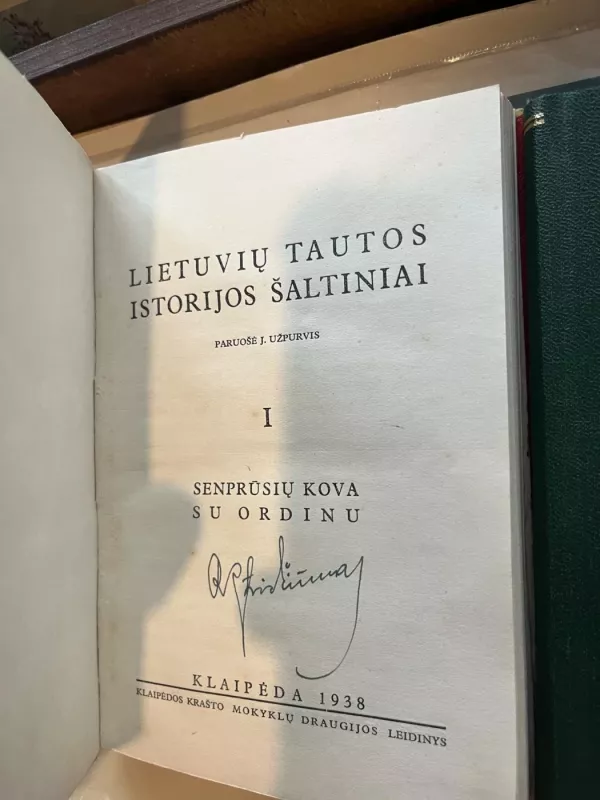 LIETUVIŲ TAUTOS
ISTORIJOS ŠALTINIAI
PARUOŠĖ J. UŽPURVIS
I
SENPRŪSIŲ KOVA
SU ORDINU
KLAIPĖDA 1938
KLAIPĖDOS KRAŠTO MOKYKLŲ DRAUGIJOS LEIDINYS